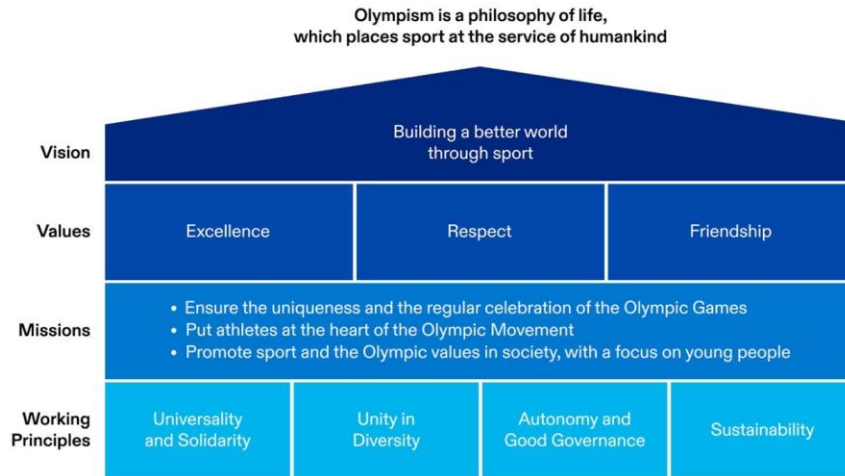 Olympism is a philosophy of life,
which places sport at the service of humankind
Vision
Building a better world
through sport
Values
Excellence
Respect
Friendship
Missions
• Ensure the uniqueness and the regular celebration of the Olympic Games
• Put athletes at the heart of the Olympic Movement
• Promote sport and the Olympic values in society, with a focus on young people
Working
Principles
Universality
and Solidarity
Unity in
Diversity
Autonomy and
Good Governance
Sustainability